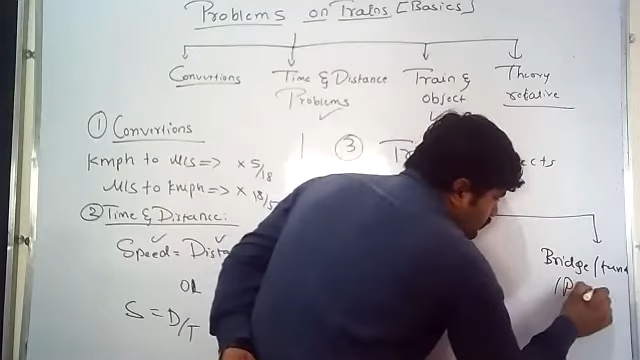 Problems on Trains [Basics]
Convertions
Time & Distance Problems
Train & object
Theory relative
① Convertions
kmph to m/s => × 5/18
m/s to kmph => × 18/5
② Time & Distance:
Speed = Dista
OR
S = D/T
③
ects
Bridge/tunn